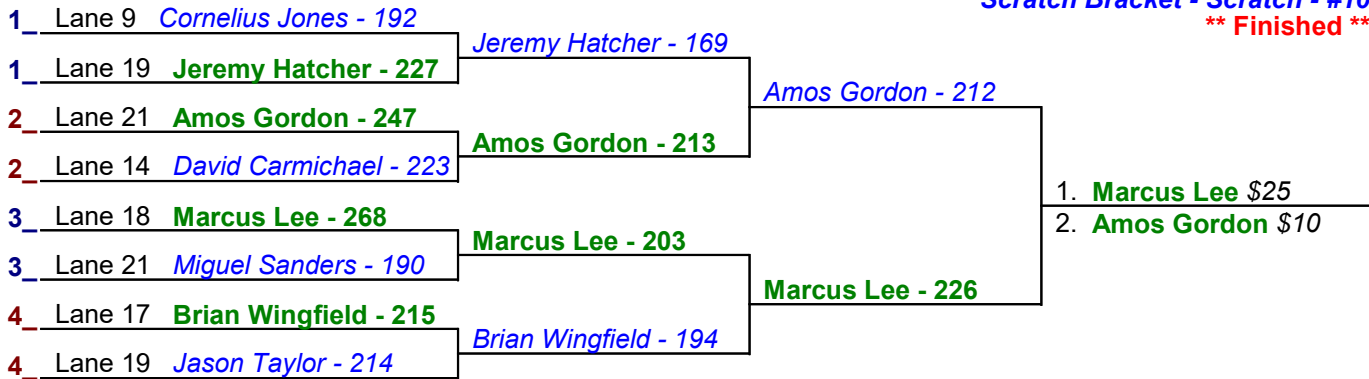 Scratch Bracket - Scratch - #10
** Finished **
1_ Lane 9 Cornelius Jones - 192
Jeremy Hatcher - 169
1_ Lane 19 Jeremy Hatcher - 227
Amos Gordon - 212
2_ Lane 21 Amos Gordon - 247
Amos Gordon - 213
2_ Lane 14 David Carmichael - 223
1. Marcus Lee $25
2. Amos Gordon $10
3_ Lane 18 Marcus Lee - 268
Marcus Lee - 203
3_ Lane 21 Miguel Sanders - 190
Marcus Lee - 226
4_ Lane 17 Brian Wingfield - 215
Brian Wingfield - 194
4_ Lane 19 Jason Taylor - 214